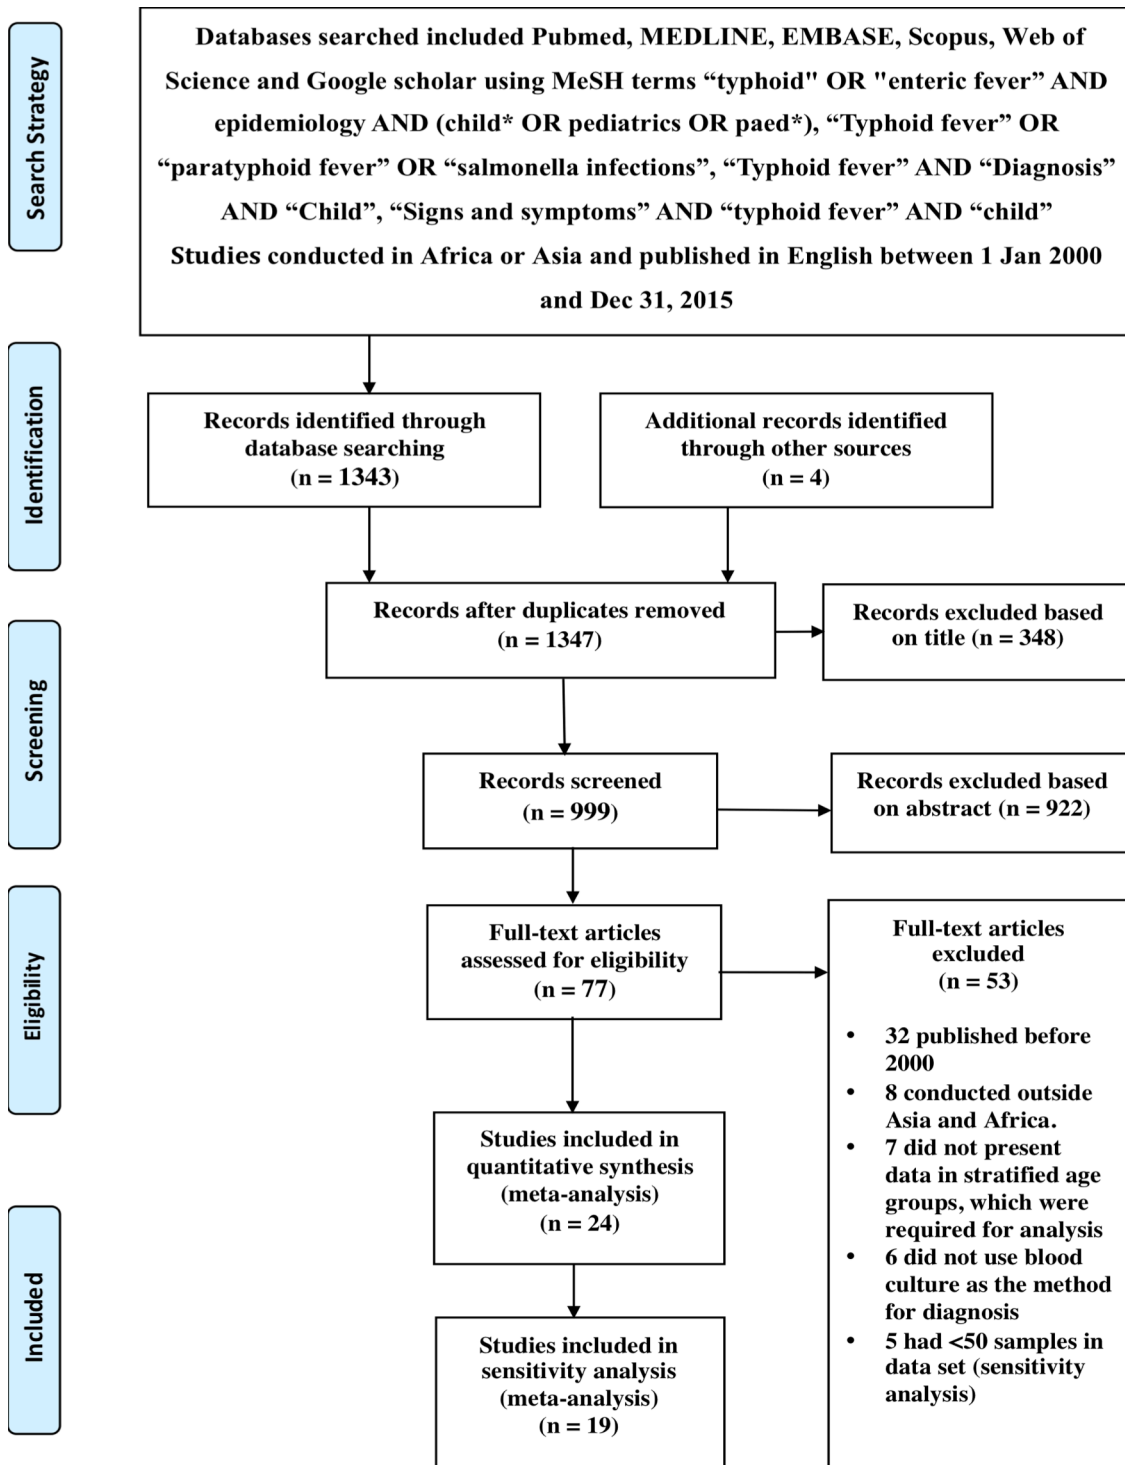 Search Strategy
Databases searched included Pubmed, MEDLINE, EMBASE, Scopus, Web of
Science and Google scholar using MeSH terms “typhoid" OR "enteric fever” AND
epidemiology AND (child* OR pediatrics OR paed*), “Typhoid fever” OR
“paratyphoid fever” OR “salmonella infections”, “Typhoid fever” AND “Diagnosis”
AND “Child”, “Signs and symptoms” AND “typhoid fever” AND “child”
Studies conducted in Africa or Asia and published in English between 1 Jan 2000
and Dec 31, 2015
Identification
Records identified through
database searching
(n = 1343)
Additional records identified
through other sources
(n = 4)
Screening
Records after duplicates removed
(n = 1347)
Records excluded based
on title (n = 348)
Records screened
(n = 999)
Records excluded based
on abstract (n = 922)
Eligibility
Full-text articles
assessed for eligibility
(n = 77)
Full-text articles
excluded
(n = 53)
• 32 published before
2000
• 8 conducted outside
Asia and Africa.
• 7 did not present
data in stratified age
groups, which were
required for analysis
• 6 did not use blood
culture as the method
for diagnosis
• 5 had <50 samples in
data set (sensitivity
analysis)
Included
Studies included in
quantitative synthesis
(meta-analysis)
(n = 24)
Studies included in
sensitivity analysis
(meta-analysis)
(n = 19)